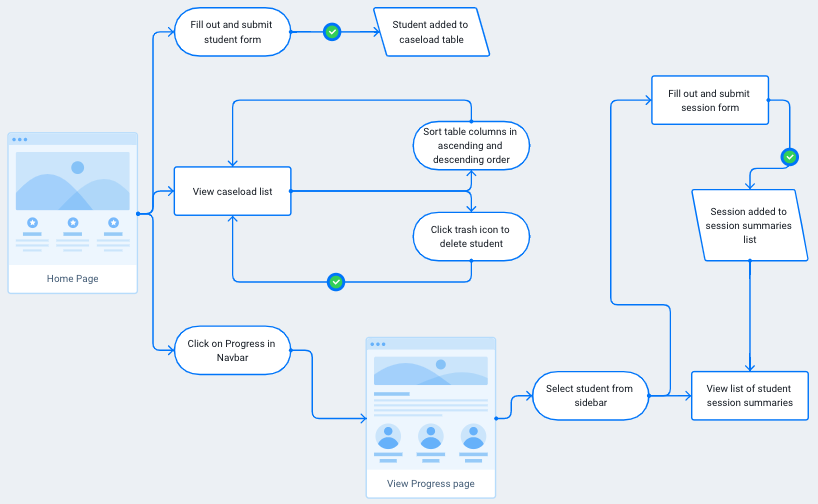 Fill out and submit
student form
Student added to
caseload table
Fill out and submit
session form
Sort table columns in
ascending and
descending order
View caseload list
Click trash icon to
delete student
Session added to
session summaries
list
Home Page
Click on Progress in
Navbar
Select student from
sidebar
View list of student
session summaries
View Progress page